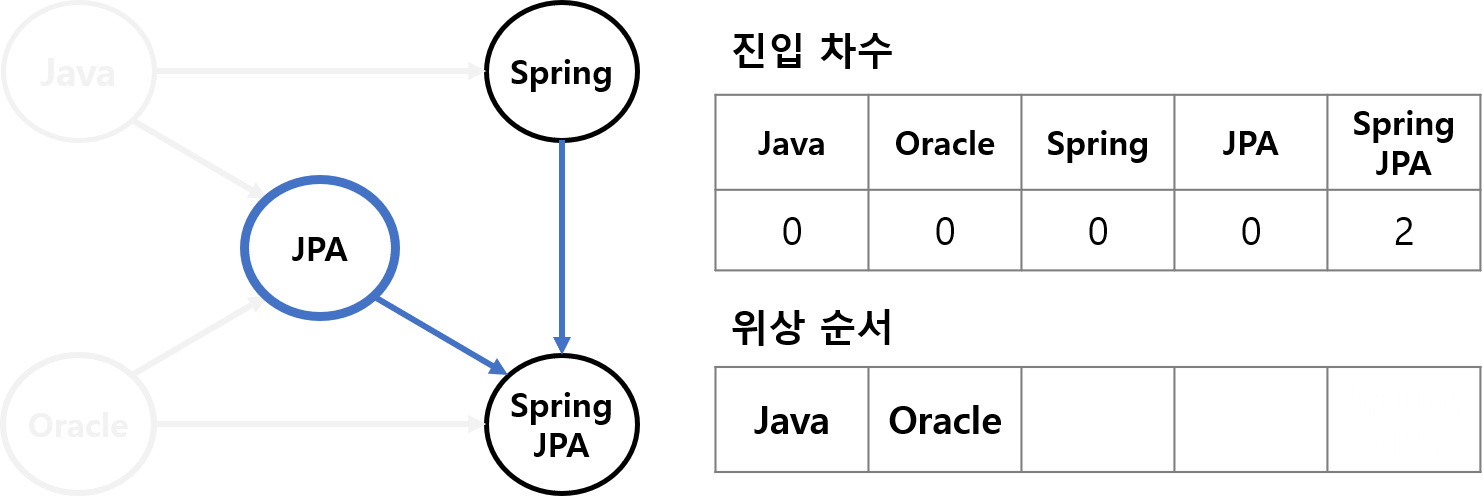 Java
Spring
JPA
Oracle
Spring
JPA
진입 차수
Java Oracle Spring JPA Spring JPA
0 0 0 0 2
위상 순서
Java Oracle